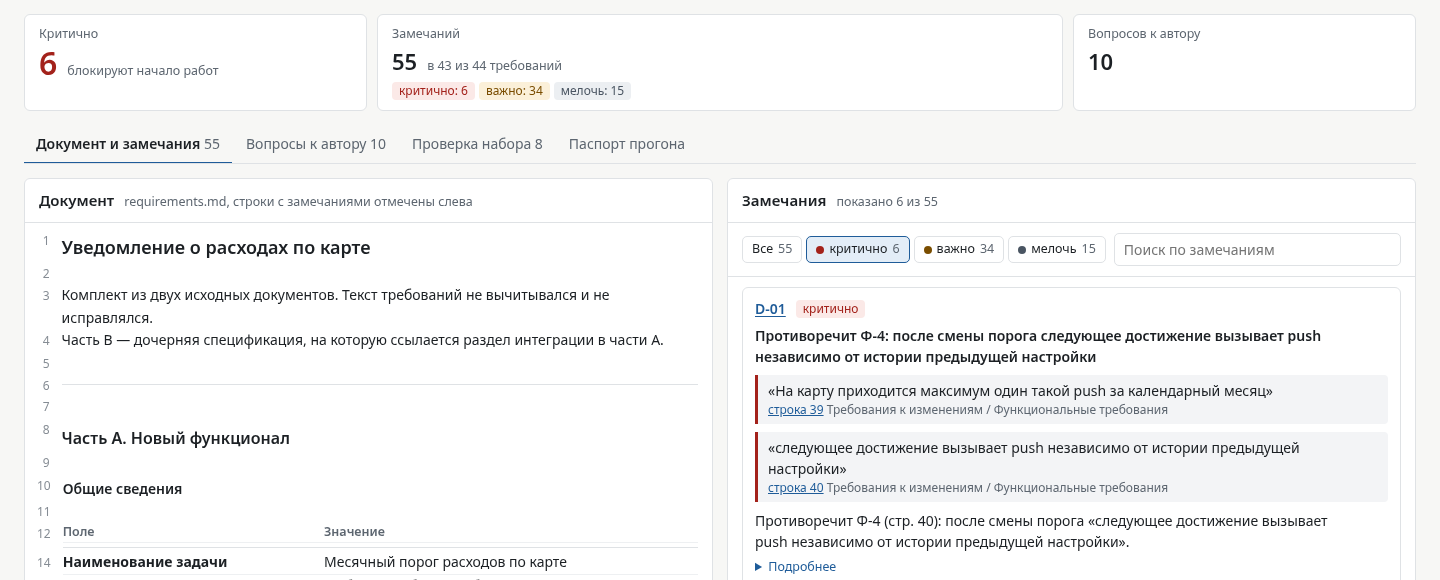 Критично
6 блокируют начало работ
Замечаний
55 в 43 из 44 требований
критично: 6 важно: 34 мелочь: 15
Вопросов к автору
10
Документ и замечания 55 Вопросы к автору 10 Проверка набора 8 Паспорт прогона
Документ requirements.md, строки с замечаниями отмечены слева
1 Уведомление о расходах по карте
2
3 Комплект из двух исходных документов. Текст требований не вычитывался и не
исправлялся.
4 Часть B — дочерняя спецификация, на которую ссылается раздел интеграции в части A.
5
6
7
8 Часть A. Новый функционал
9
10 Общие сведения
11
12 Поле Значение
14 Наименование задачи Месячный порог расходов по карте
Замечания показано 6 из 55
Все 55 критично 6 важно 34 мелочь 15 Поиск по замечаниям
D-01 критично
Противоречит Ф-4: после смены порога следующее достижение вызывает push
независимо от истории предыдущей настройки
«На карту приходится максимум один такой push за календарный месяц»
строка 39 Требования к изменениям / Функциональные требования
«следующее достижение вызывает push независимо от истории предыдущей
настройки»
строка 40 Требования к изменениям / Функциональные требования
Противоречит Ф-4 (стр. 40): после смены порога «следующее достижение вызывает
push независимо от истории предыдущей настройки».
Подробнее